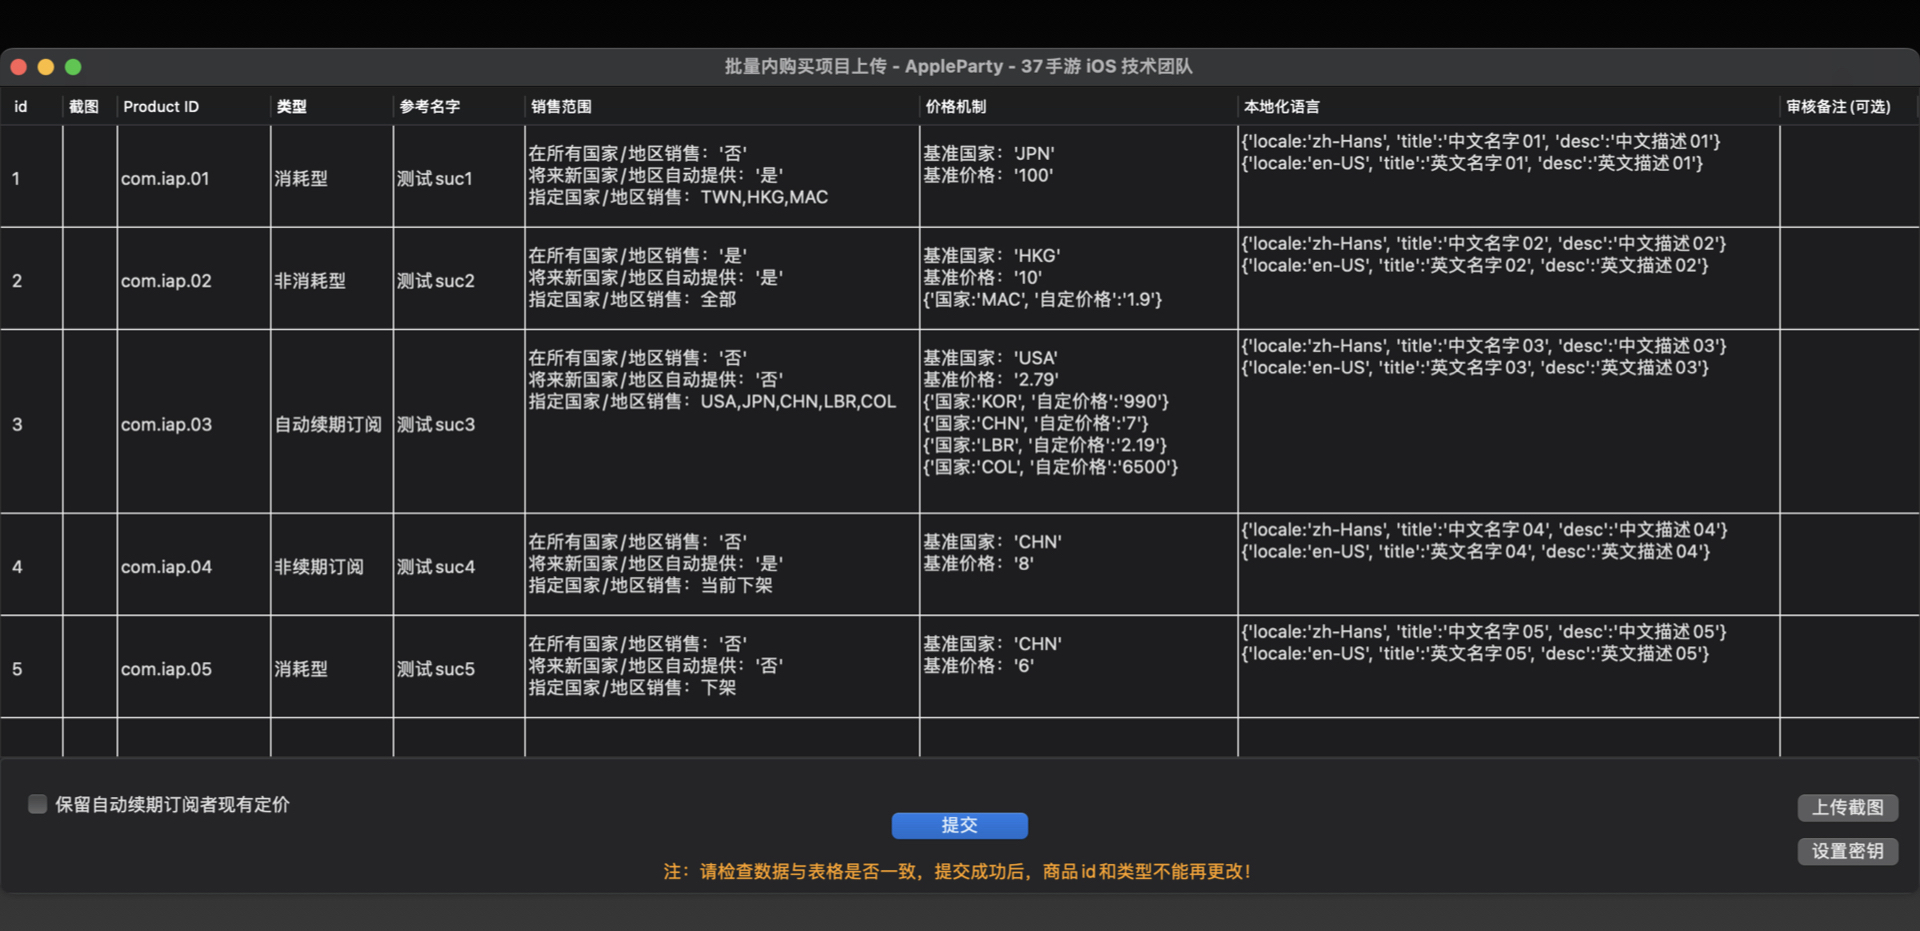 批量内购买项目上传 - AppleParty - 37手游 iOS 技术团队
id 截图 Product ID 类型 参考名字 销售范围 价格机制 本地化语言 审核备注(可选)
1
com.iap.01
消耗型
测试suc1
在所有国家/地区销售：'否'
将来新国家/地区自动提供：'是'
指定国家/地区销售：TWN,HKG,MAC
基准国家：'JPN'
基准价格：'100'
{'locale:'zh-Hans', 'title':'中文名字01', 'desc':'中文描述01'}
{'locale:'en-US', 'title':'英文名字01', 'desc':'英文描述01'}
2
com.iap.02
非消耗型
测试suc2
在所有国家/地区销售：'是'
将来新国家/地区自动提供：'是'
指定国家/地区销售：全部
基准国家：'HKG'
基准价格：'10'
{'国家:'MAC', '自定价格':'1.9'}
{'locale:'zh-Hans', 'title':'中文名字02', 'desc':'中文描述02'}
{'locale:'en-US', 'title':'英文名字02', 'desc':'英文描述02'}
3
com.iap.03
自动续期订阅
测试suc3
在所有国家/地区销售：'否'
将来新国家/地区自动提供：'否'
指定国家/地区销售：USA,JPN,CHN,LBR,COL
基准国家：'USA'
基准价格：'2.79'
{'国家:'KOR', '自定价格':'990'}
{'国家:'CHN', '自定价格':'7'}
{'国家:'LBR', '自定价格':'2.19'}
{'国家:'COL', '自定价格':'6500'}
{'locale:'zh-Hans', 'title':'中文名字03', 'desc':'中文描述03'}
{'locale:'en-US', 'title':'英文名字03', 'desc':'英文描述03'}
4
com.iap.04
非续期订阅
测试suc4
在所有国家/地区销售：'否'
将来新国家/地区自动提供：'是'
指定国家/地区销售：当前下架
基准国家：'CHN'
基准价格：'8'
{'locale:'zh-Hans', 'title':'中文名字04', 'desc':'中文描述04'}
{'locale:'en-US', 'title':'英文名字04', 'desc':'英文描述04'}
5
com.iap.05
消耗型
测试suc5
在所有国家/地区销售：'否'
将来新国家/地区自动提供：'否'
指定国家/地区销售：下架
基准国家：'CHN'
基准价格：'6'
{'locale:'zh-Hans', 'title':'中文名字05', 'desc':'中文描述05'}
{'locale:'en-US', 'title':'英文名字05', 'desc':'英文描述05'}
保留自动续期订阅者现有定价
上传截图
提交
设置密钥
注：请检查数据与表格是否一致，提交成功后，商品id和类型不能再更改！